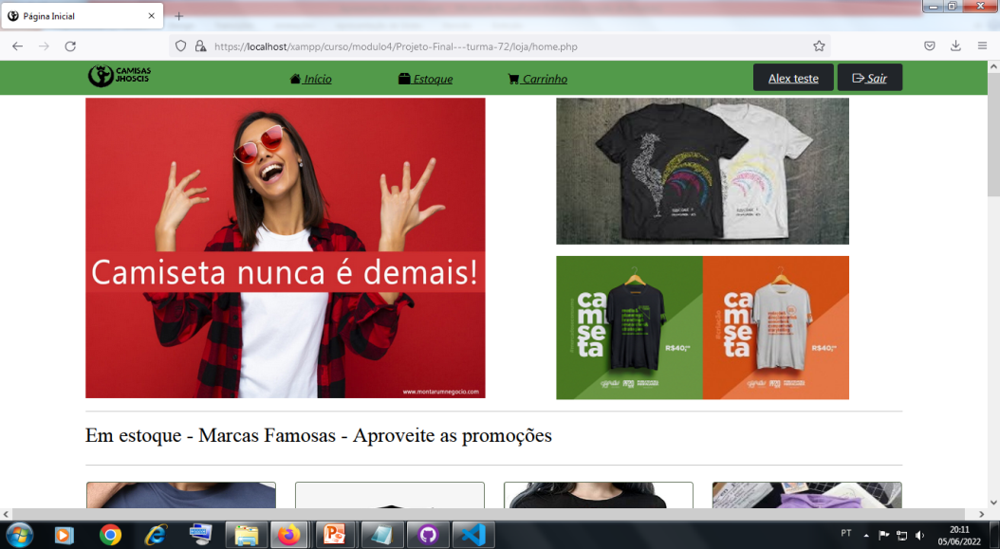 Página Inicial
https://localhost/xampp/curso/modulo4/Projeto-Final---turma-72/loja/home.php
CAMISAS
JHOSCIS
Início
Estoque
Carrinho
Alex teste
Sair
Camiseta nunca é demais!
www.montarumnegocio.com
ca
mi
se
ta
R$40,
ca
mi
se
ta
R$40,
Em estoque - Marcas Famosas - Aproveite as promoções
PT
20:11
05/06/2022